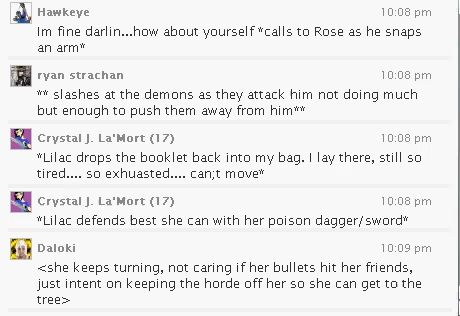 Hawkeye 10:08 pm
Im fine darlin...how about yourself *calls to Rose as he snaps
an arm*
ryan strachan 10:08 pm
** slashes at the demons as they attack him not doing much
but enough to push them away from him**
Crystal J. La'Mort (17) 10:08 pm
*Lilac drops the booklet back into my bag. I lay there, still so
tired.... so exhuasted.... can;t move*
Crystal J. La'Mort (17) 10:08 pm
*Lilac defends best she can with her poison dagger/sword*
Daloki 10:09 pm
<she keeps turning, not caring if her bullets hit her friends,
just intent on keeping the horde off her so she can get to the
tree>